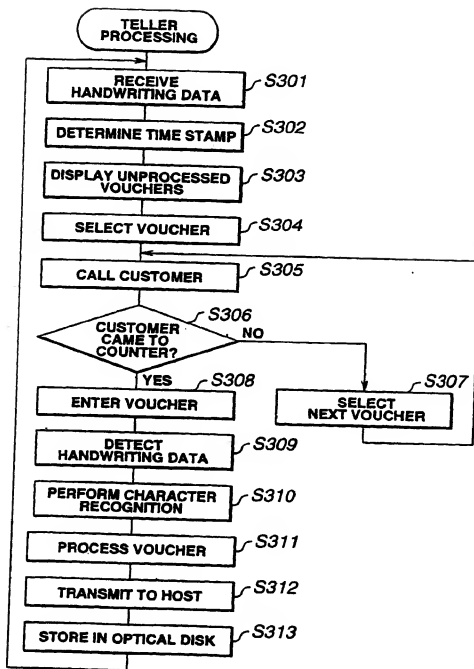 TELLER
PROCESSING
RECEIVE
HANDWRITING DATA
S301
DETERMINE TIME STAMP
S302
DISPLAY UNPROCESSED
VOUCHERS
S303
SELECT VOUCHER
S304
CALL CUSTOMER
S305
CUSTOMER
CAME TO
COUNTER?
S306
NO
YES
SELECT
NEXT VOUCHER
S307
ENTER VOUCHER
S308
DETECT
HANDWRITING DATA
S309
PERFORM CHARACTER
RECOGNITION
S310
PROCESS VOUCHER
S311
TRANSMIT TO HOST
S312
STORE IN OPTICAL DISK
S313